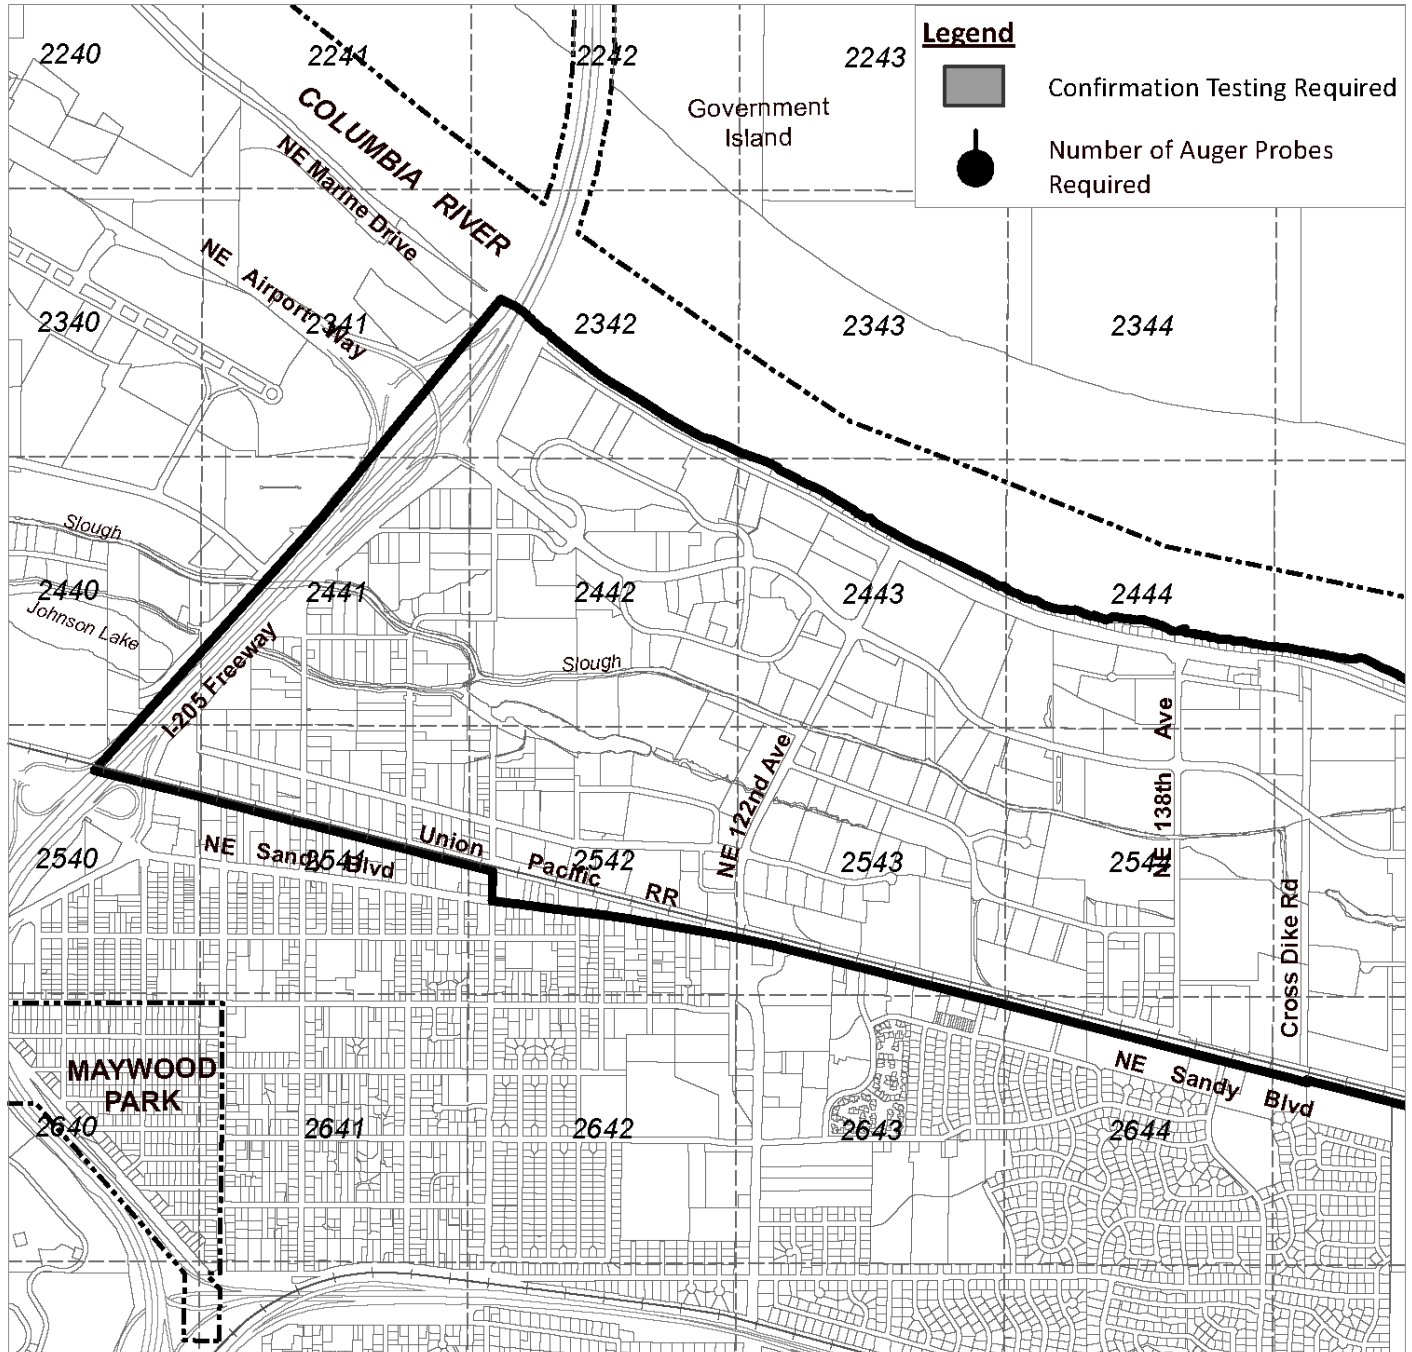 Legend
Confirmation Testing Required
Number of Auger Probes
Required
2240
2241
2242
2243
Government
Island
COLUMBIA RIVER
NE Marine Drive
NE Airport Way
2340
2341
2342
2343
2344
Slough
2440
2441
2442
2443
2444
Johnson Lake
I-205 Freeway
Slough
NE 122nd Ave
NE 138th Ave
2540
NE Sandy Blvd
2541
Union Pacific RR
2542
2543
2544
Cross Dike Rd
MAYWOOD
PARK
NE Sandy Blvd
2640
2641
2642
2643
2644